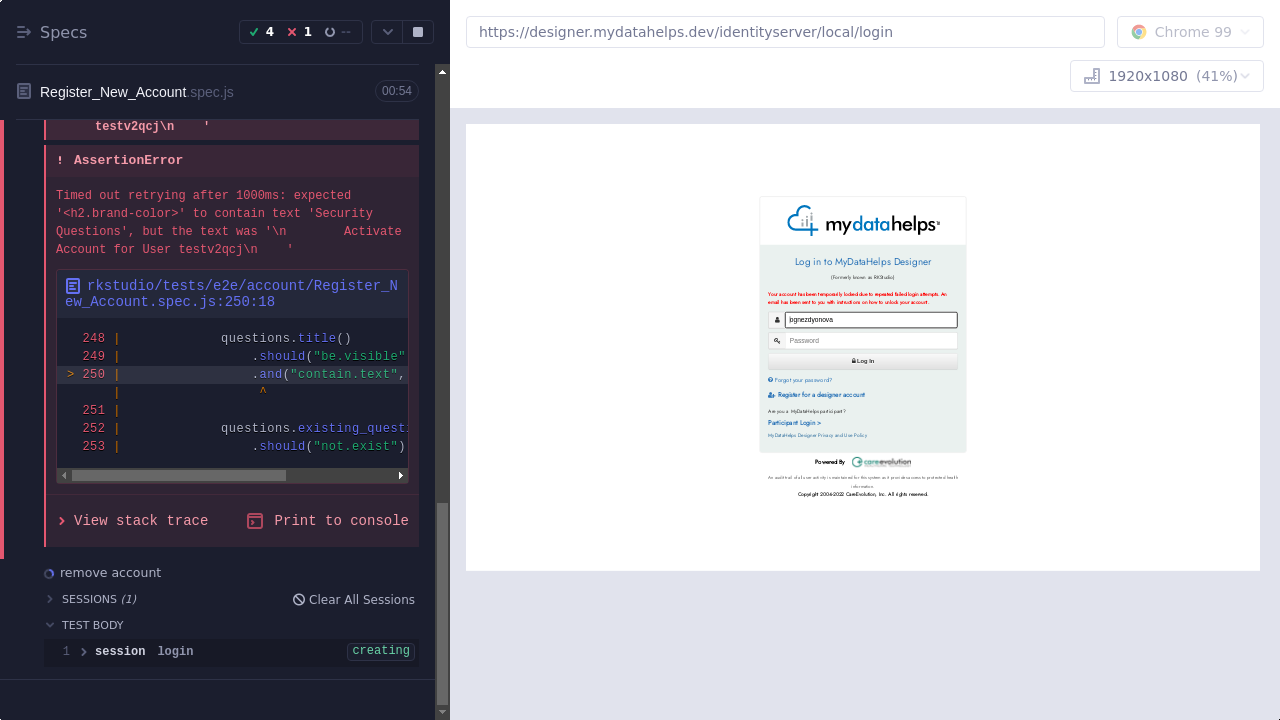 Specs
4
1
--
Register_New_Account.spec.js
00:54
testv2qcj\n    '
! AssertionError
Timed out retrying after 1000ms: expected
'<h2.brand-color>' to contain text 'Security
Questions', but the text was '\n        Activate
Account for User testv2qcj\n    '
rkstudio/tests/e2e/account/Register_N
ew_Account.spec.js:250:18
248 |             questions.title()
249 |                 .should("be.visible"
> 250 |                 .and("contain.text",
|                  ^
251 |
252 |             questions.existing_questi
253 |                 .should("not.exist")
View stack trace
Print to console
remove account
SESSIONS (1)
Clear All Sessions
TEST BODY
1
session login
creating
https://designer.mydatahelps.dev/identityserver/local/login
Chrome 99
1920x1080 (41%)
mydatahelps
Log in to MyDataHelps Designer
(Formerly known as RKStudio)
Your account has been temporarily locked due to repeated failed login attempts. An
email has been sent to you with instructions on how to unlock your account.
ognezdyonova
Password
Log In
Forgot your password?
Register for a designer account
Are you a MyDataHelps participant?
Participant Login >
MyDataHelps Designer Privacy and Use Policy
Powered By careevolution
An audit trail of all user activity is maintained for this system as it provides access to protected health
information.
Copyright 2006-2022 CareEvolution, Inc. All rights reserved.